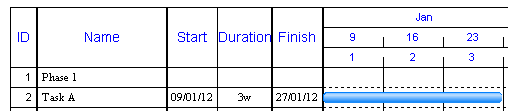 Jan
ID Name Start Duration Finish 9 16 23
1 2 3
1 Phase 1
2 Task A 09/01/12 3w 27/01/12